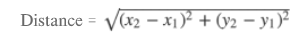 Distance = √(x₂ − x₁)² + (y₂ − y₁)²